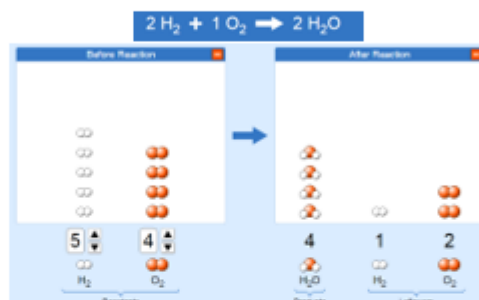 2 H₂ + 1 O₂ → 2 H₂O
Before Reaction
After Reaction
5 4 4 1 2
H₂ O₂ H₂O H₂ O₂